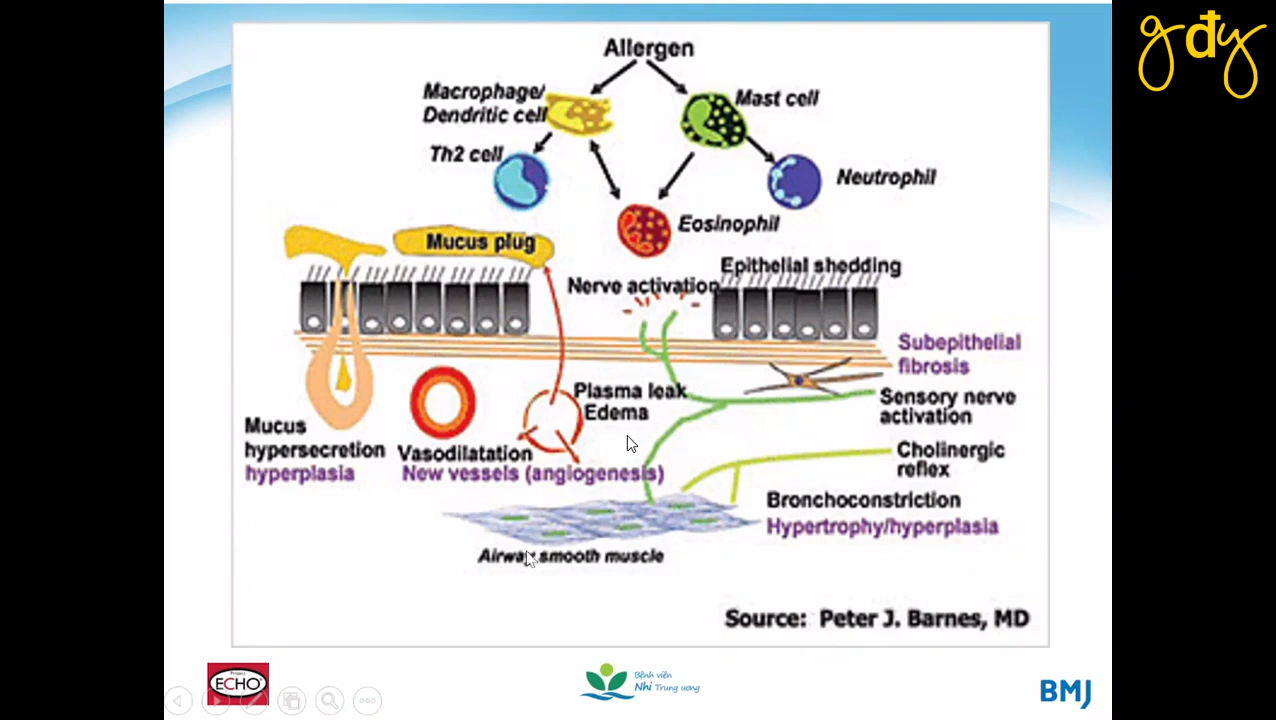 gđy
Allergen
Macrophage/
Dendritic cell
Mast cell
Th2 cell
Neutrophil
Eosinophil
Mucus plug
Nerve activation
Epithelial shedding
Subepithelial
fibrosis
Plasma leak
Edema
Sensory nerve
activation
Mucus
hypersecretion
hyperplasia
Vasodilatation
New vessels (angiogenesis)
Cholinergic
reflex
Bronchoconstriction
Hypertrophy/hyperplasia
Airway smooth muscle
Source: Peter J. Barnes, MD
Project
ECHO
Bệnh viện
Nhi Trung ương
BMJ